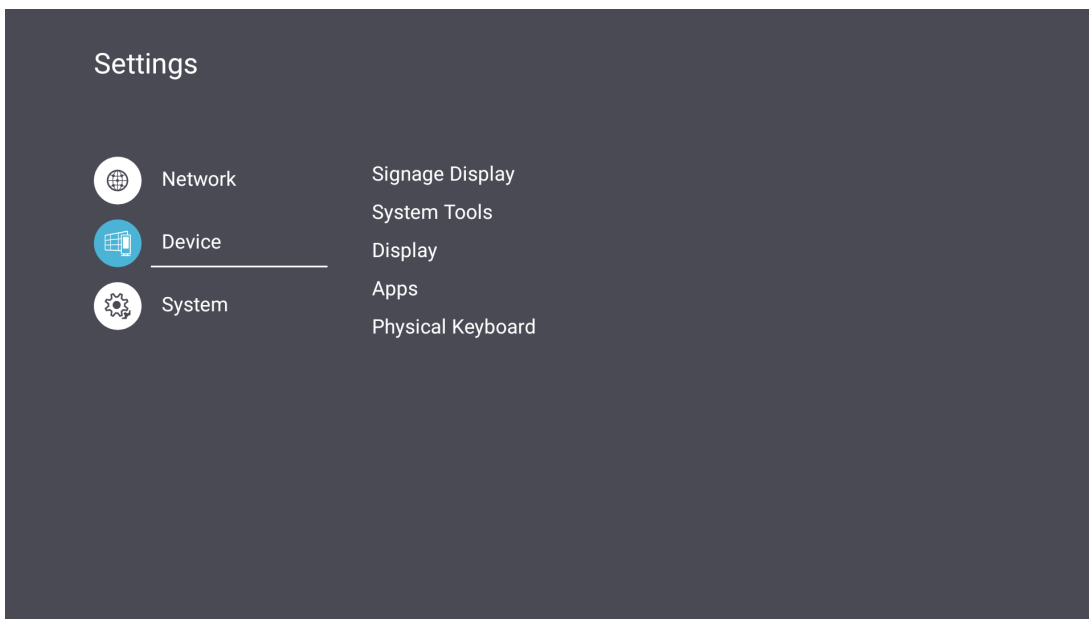 Settings
Network
Device
System
Signage Display
System Tools
Display
Apps
Physical Keyboard